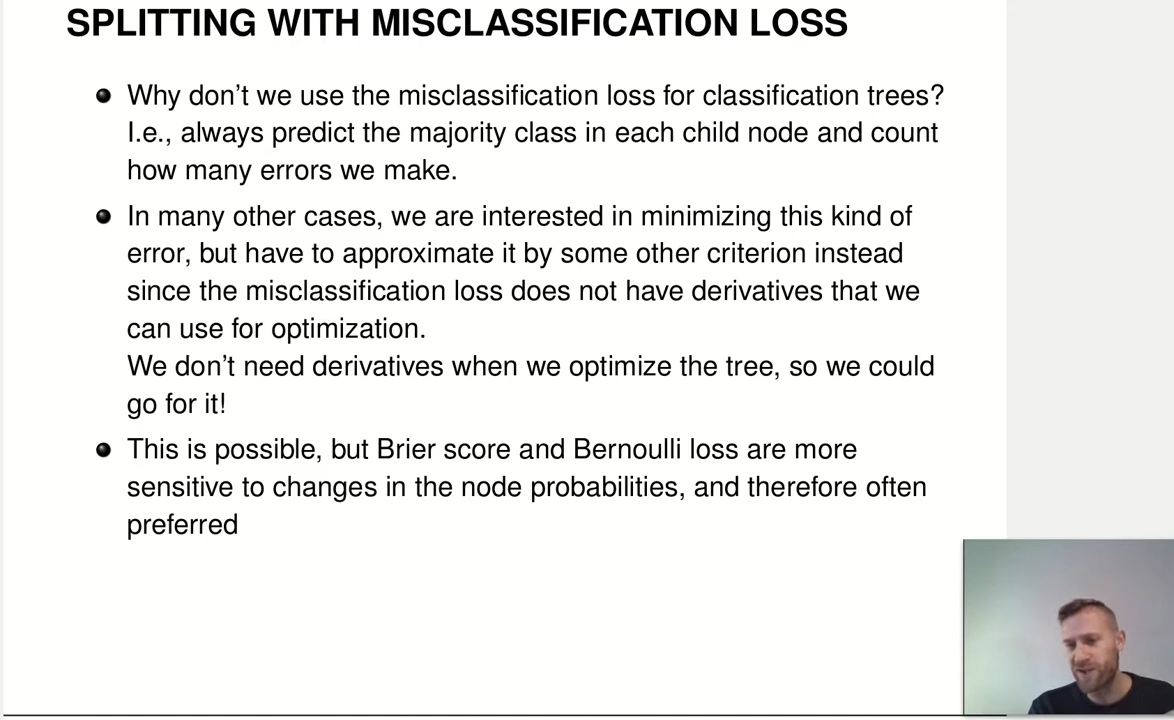 SPLITTING WITH MISCLASSIFICATION LOSS
Why don't we use the misclassification loss for classification trees?
I.e., always predict the majority class in each child node and count
how many errors we make.
In many other cases, we are interested in minimizing this kind of
error, but have to approximate it by some other criterion instead
since the misclassification loss does not have derivatives that we
can use for optimization.
We don't need derivatives when we optimize the tree, so we could
go for it!
This is possible, but Brier score and Bernoulli loss are more
sensitive to changes in the node probabilities, and therefore often
preferred